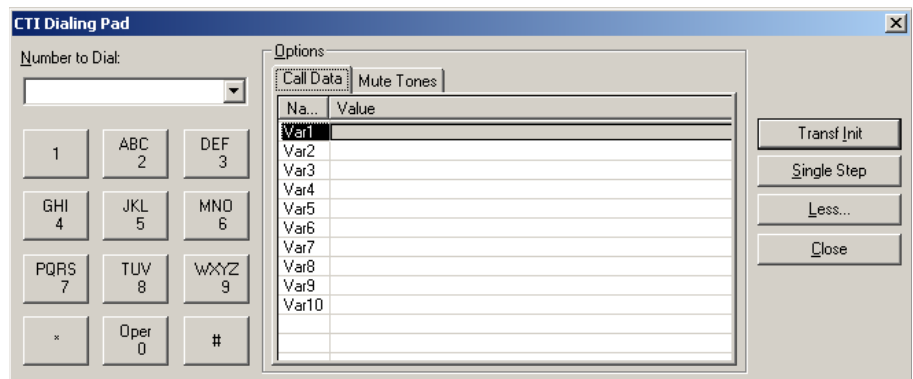 CTI Dialing Pad
Number to Dial:
1
ABC
2
DEF
3
GHI
4
JKL
5
MNO
6
PQRS
7
TUV
8
WXYZ
9
*
Oper
0
#
Options
Call Data Mute Tones
Na... Value
Var1
Var2
Var3
Var4
Var5
Var6
Var7
Var8
Var9
Var10
Transf Init
Single Step
Less...
Close